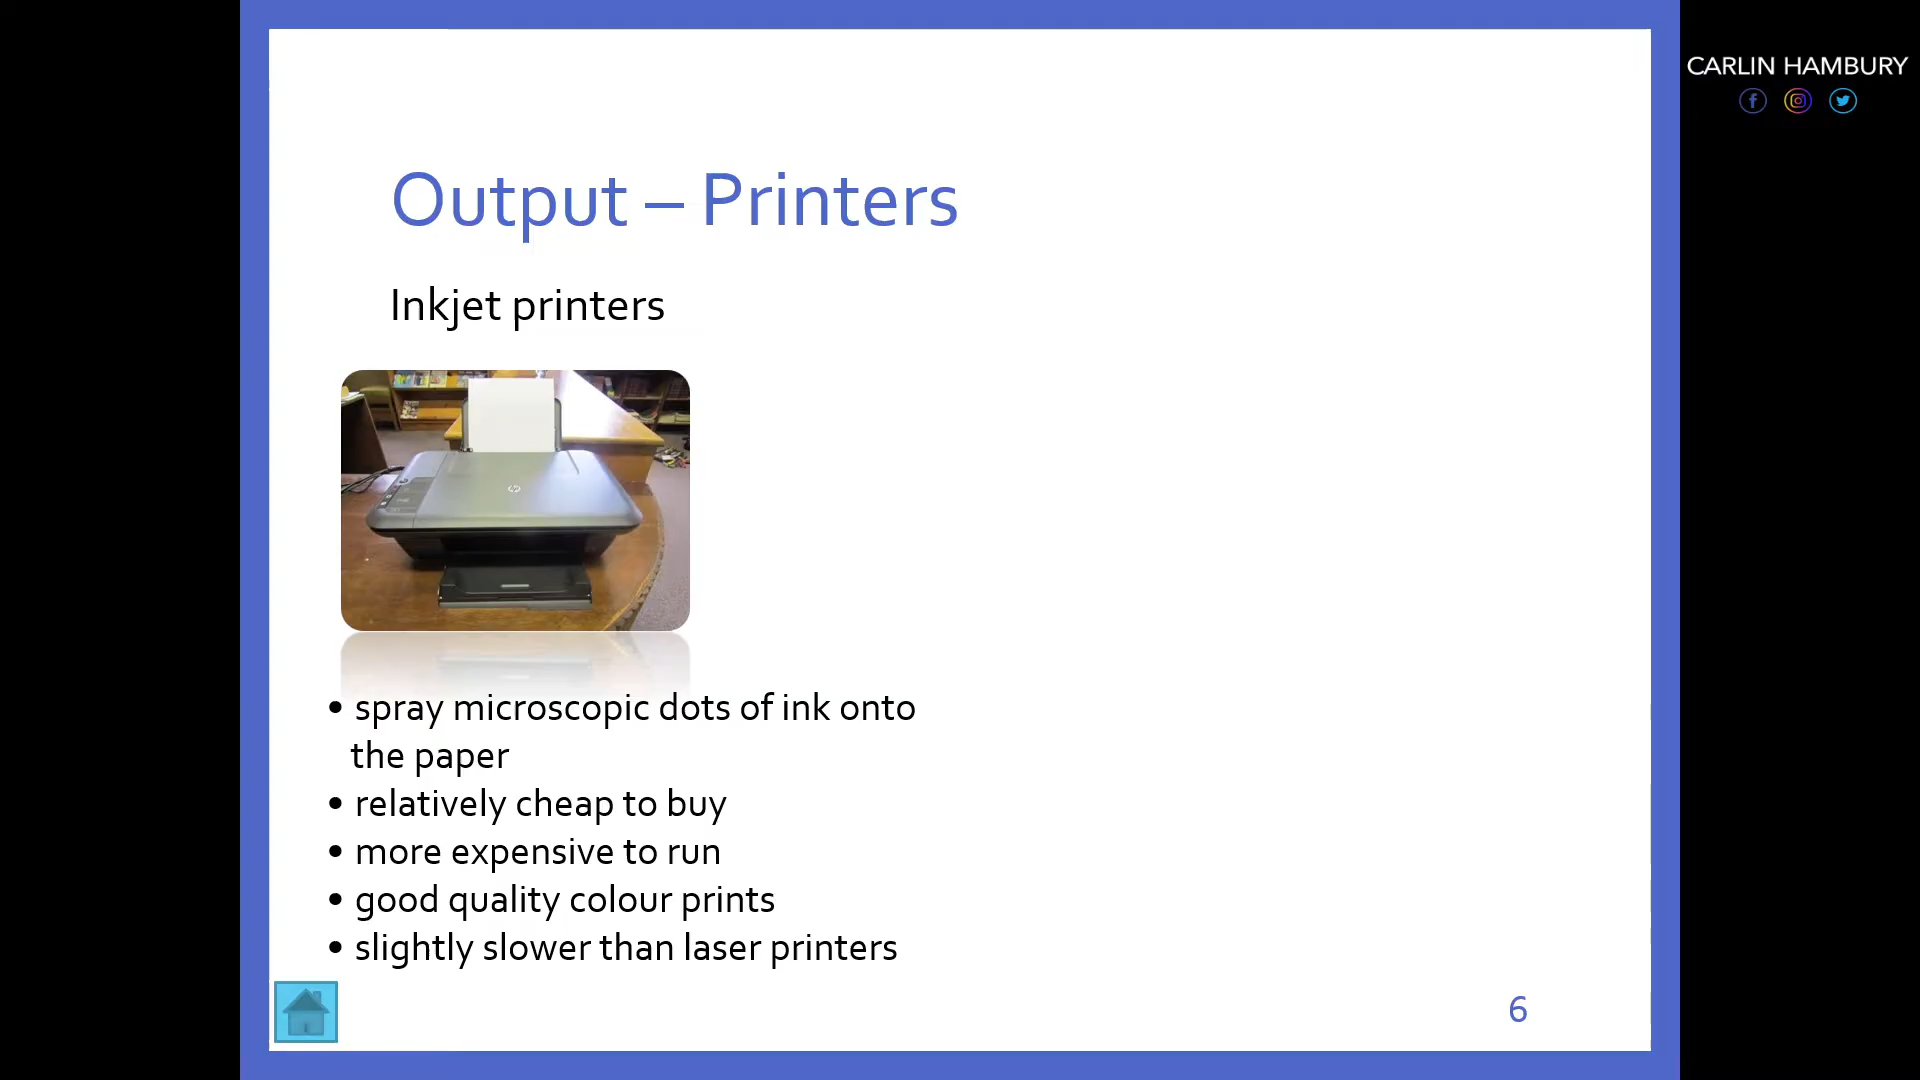 CARLIN HAMBURY
Output – Printers
Inkjet printers
hp
• spray microscopic dots of ink onto
the paper
• relatively cheap to buy
• more expensive to run
• good quality colour prints
• slightly slower than laser printers
6